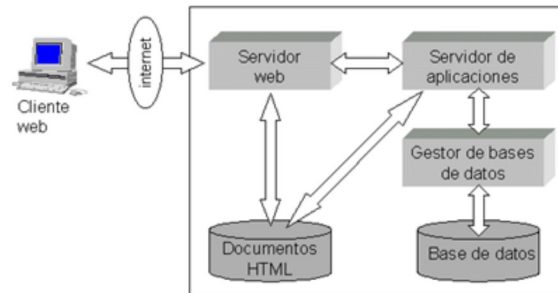 Cliente
web
internet
Servidor
web
Servidor de
aplicaciones
Gestor de bases
de datos
Documentos
HTML
Base de datos